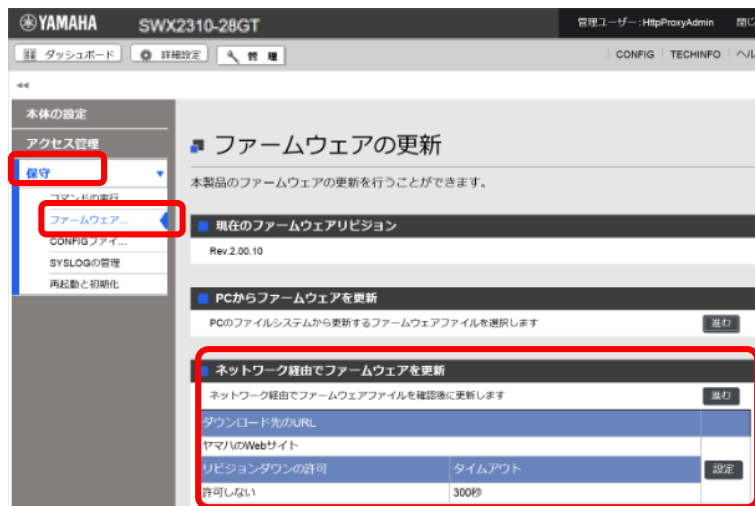 YAMAHA SWX2310-28GT 管理ユーザー:HttpProxyAdmin 閉じ
ダッシュボード 詳細設定 管理 CONFIG TECHINFO ヘル
本体の設定
アクセス管理
保守
コマンドの実行
ファームウェア...
CONFIGファイ...
SYSLOGの管理
再起動と初期化
ファームウェアの更新
本製品のファームウェアの更新を行うことができます。
現在のファームウェアリビジョン
Rev.2.00.10
PCからファームウェアを更新
PCのファイルシステムから更新するファームウェアファイルを選択します 進む
ネットワーク経由でファームウェアを更新
ネットワーク経由でファームウェアファイルを確認後に更新します 進む
ダウンロード先のURL
ヤマハのWebサイト
リビジョンダウンの許可 タイムアウト 設定
許可しない 300秒